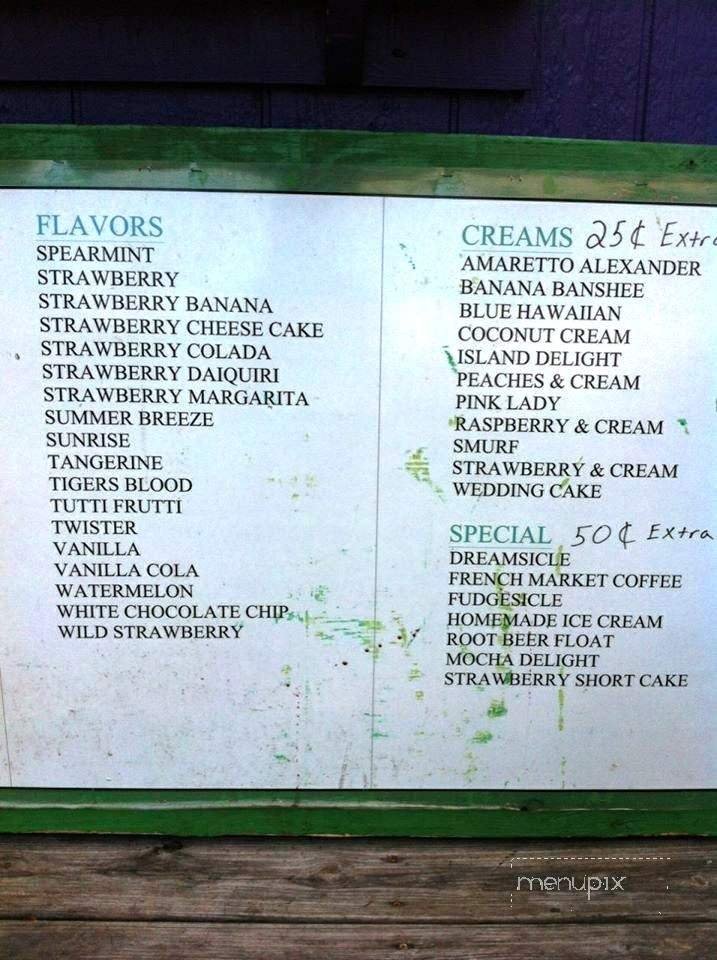 FLAVORS
SPEARMINT
STRAWBERRY
STRAWBERRY BANANA
STRAWBERRY CHEESE CAKE
STRAWBERRY COLADA
STRAWBERRY DAIQUIRI
STRAWBERRY MARGARITA
SUMMER BREEZE
SUNRISE
TANGERINE
TIGERS BLOOD
TUTTI FRUTTI
TWISTER
VANILLA
VANILLA COLA
WATERMELON
WHITE CHOCOLATE CHIP
WILD STRAWBERRY
CREAMS 25¢ Extra
AMARETTO ALEXANDER
BANANA BANSHEE
BLUE HAWAIIAN
COCONUT CREAM
ISLAND DELIGHT
PEACHES & CREAM
PINK LADY
RASPBERRY & CREAM
SMURF
STRAWBERRY & CREAM
WEDDING CAKE
SPECIAL 50¢ Extra
DREAMSICLE
FRENCH MARKET COFFEE
FUDGESICLE
HOMEMADE ICE CREAM
ROOT BEER FLOAT
MOCHA DELIGHT
STRAWBERRY SHORT CAKE
menupix